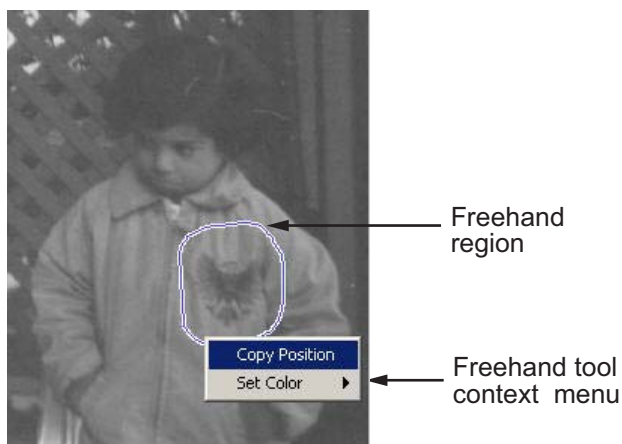 Freehand
region
Copy Position
Set Color
Freehand tool
context menu